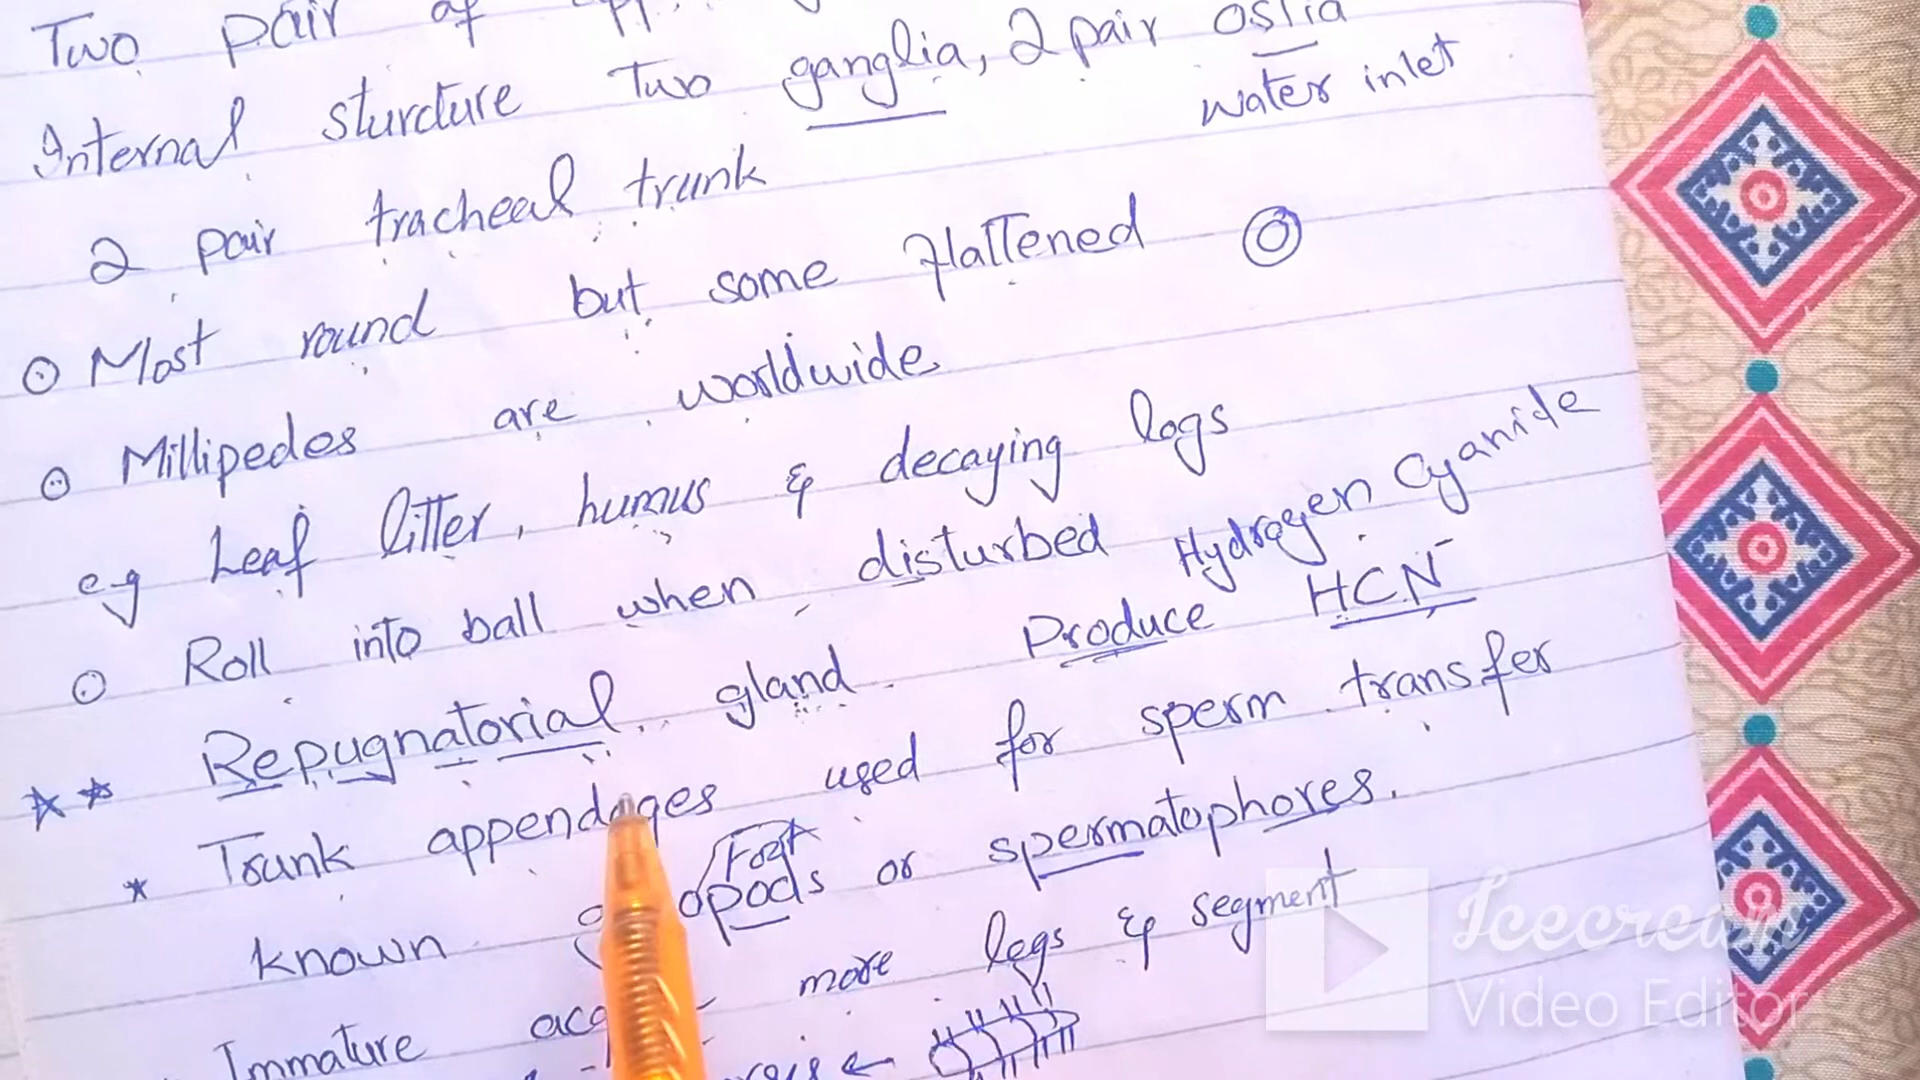 Two pair of
Internal sturcture Two ganglia, 2 pair ostia
water inlet
2 pair tracheal trunk
Most round but some flattened
Millipedes are worldwide
eg Leaf litter, humus & decaying logs
Roll into ball when disturbed
Hydrogen Cyanide
Repugnatorial gland Produce HCN
Trunk appendages used for sperm transfer
Foot
known opods or spermatophores.
Immature more legs & segment
Icecream
Video Editor